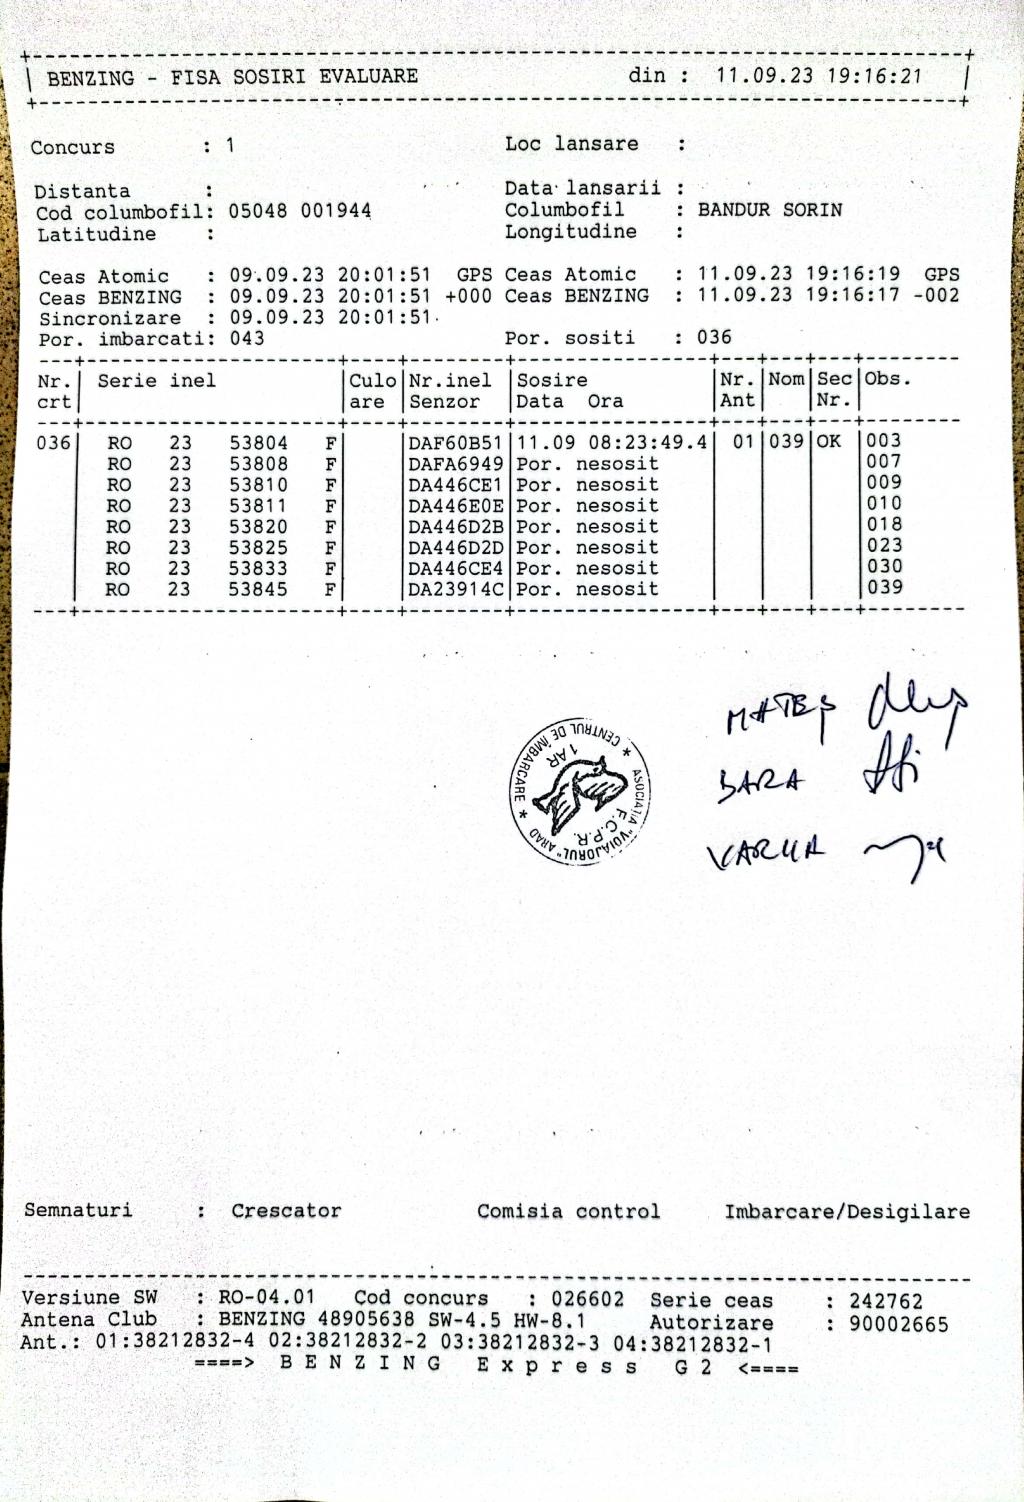 BENZING - FISA SOSIRI EVALUARE din : 11.09.23 19:16:21
Concurs : 1 Loc lansare :
Distanta : Data lansarii :
Cod columbofil: 05048 001944 Columbofil : BANDUR SORIN
Latitudine : Longitudine :
Ceas Atomic : 09.09.23 20:01:51 GPS Ceas Atomic : 11.09.23 19:16:19 GPS
Ceas BENZING : 09.09.23 20:01:51 +000 Ceas BENZING : 11.09.23 19:16:17 -002
Sincronizare : 09.09.23 20:01:51
Por. imbarcati: 043 Por. sositi : 036
Nr. Serie inel Culo Nr.inel Sosire Nr. Nom Sec Obs.
crt are Senzor Data Ora Ant Nr.
036 RO 23 53804 F DAF60B51 11.09 08:23:49.4 01 039 OK 003
RO 23 53808 F DAFA6949 Por. nesosit 007
RO 23 53810 F DA446CE1 Por. nesosit 009
RO 23 53811 F DA446E0E Por. nesosit 010
RO 23 53820 F DA446D2B Por. nesosit 018
RO 23 53825 F DA446D2D Por. nesosit 023
RO 23 53833 F DA446CE4 Por. nesosit 030
RO 23 53845 F DA23914C Por. nesosit 039
MATEȘ
BARA
ASOCIAȚIA "VOIAJORUL" ARAD
* CENTRUL DE ÎMBARCARE *
1 AR
F.C.P.R.
Semnaturi : Crescator Comisia control Imbarcare/Desigilare
Versiune SW : RO-04.01 Cod concurs : 026602 Serie ceas : 242762
Antena Club : BENZING 48905638 SW-4.5 HW-8.1 Autorizare : 90002665
Ant.: 01:38212832-4 02:38212832-2 03:38212832-3 04:38212832-1
====> B E N Z I N G E x p r e s s G 2 <====